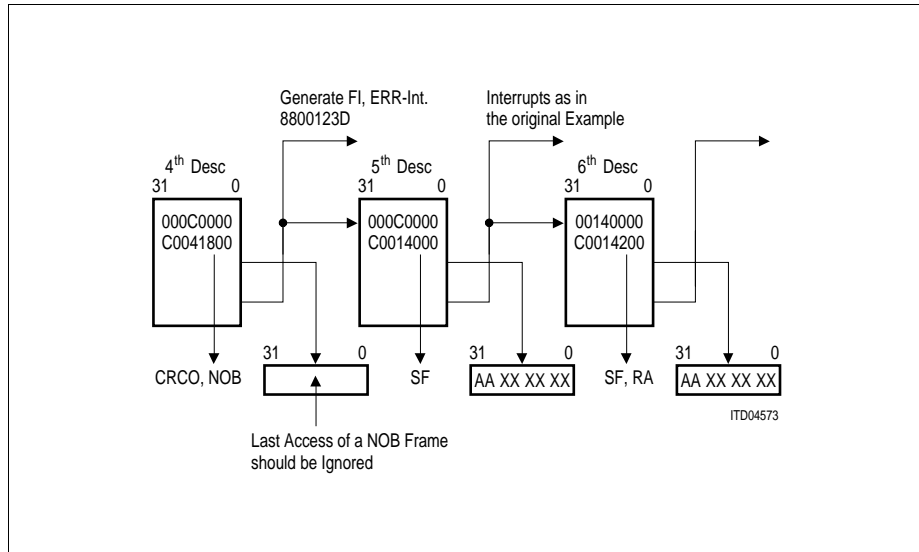 Generate FI, ERR-Int.
8800123D
Interrupts as in
the original Example
4th Desc
31 0
5th Desc
31 0
6th Desc
31 0
000C0000
C0041800
000C0000
C0014000
00140000
C0014200
CRCO, NOB
31 0
SF
31 0
AA XX XX XX
SF, RA
31 0
AA XX XX XX
ITD04573
Last Access of a NOB Frame
should be Ignored